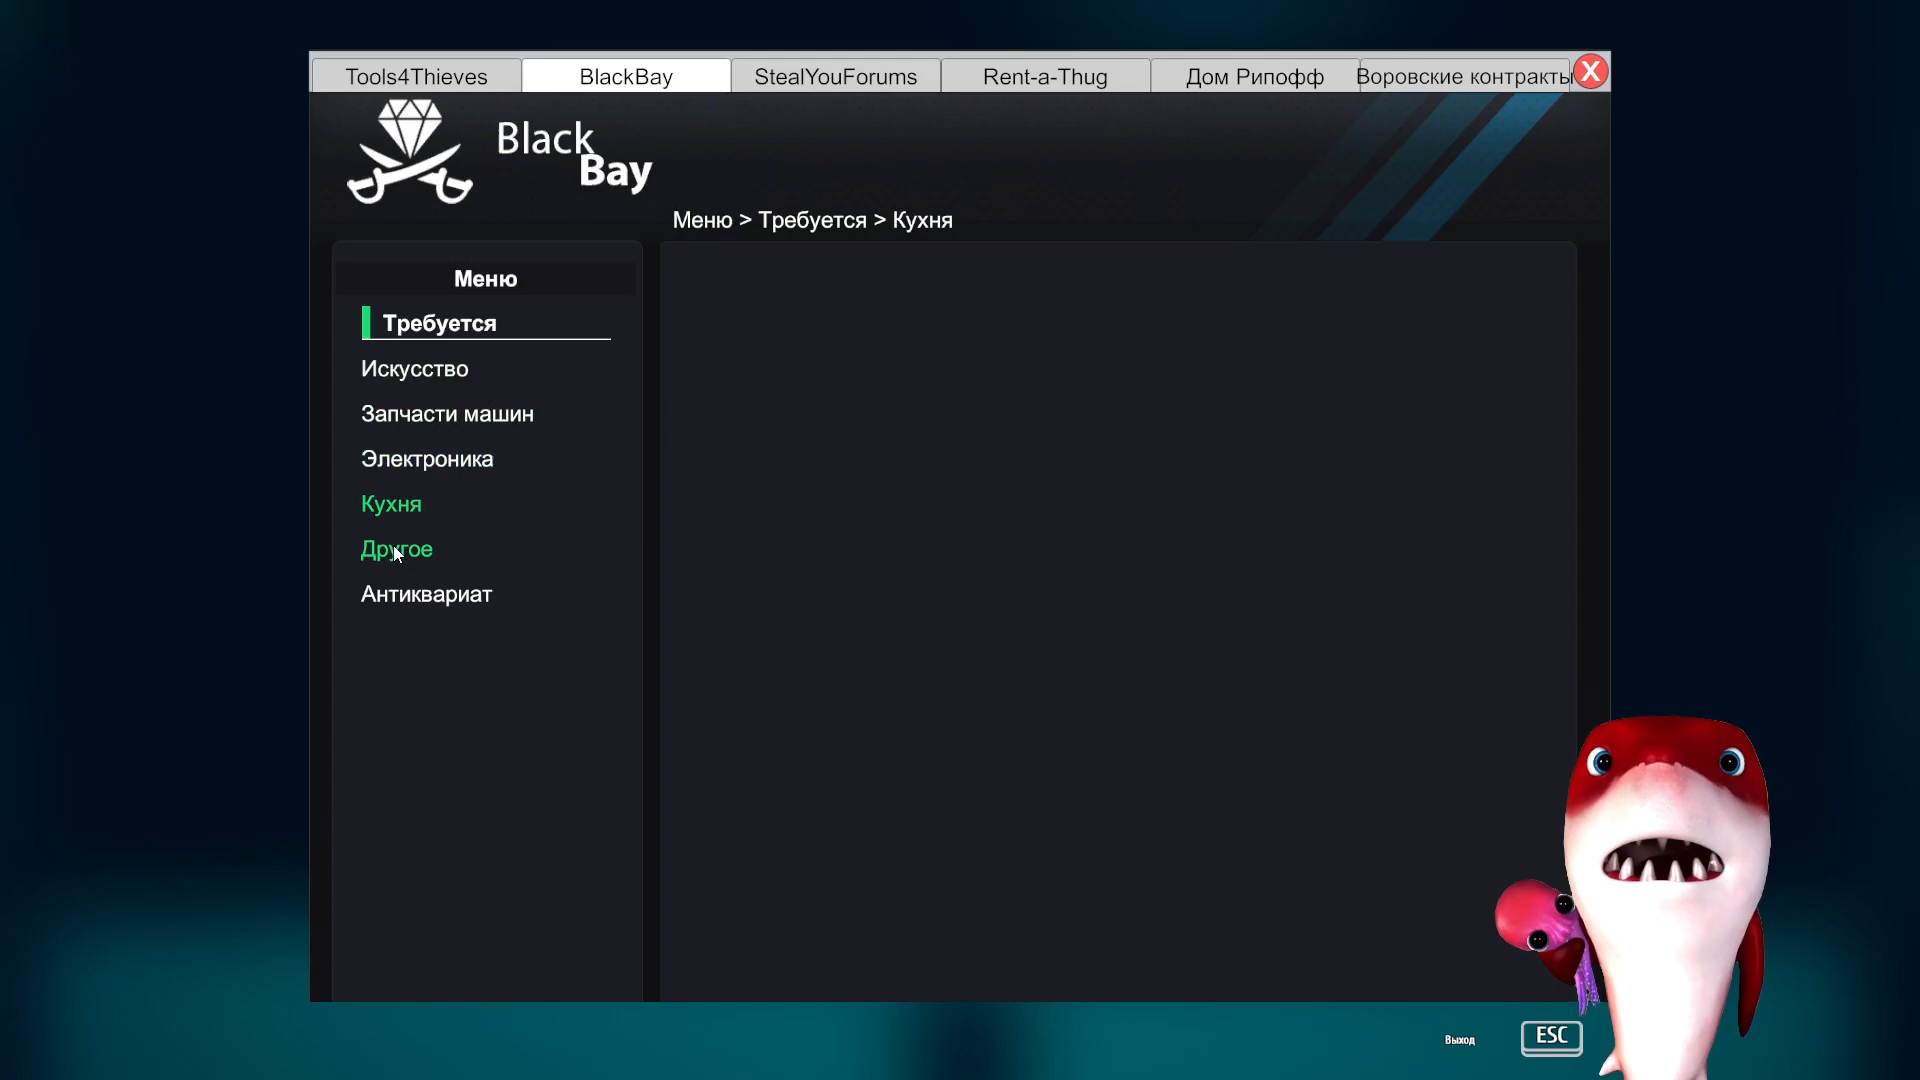 Tools4Thieves
BlackBay
StealYouForums
Rent-a-Thug
Дом Рипофф
Воровские контракты
X
Black
Bay
Меню > Требуется > Кухня
Меню
Требуется
Искусство
Запчасти машин
Электроника
Кухня
Другое
Антиквариат
Выход
ESC